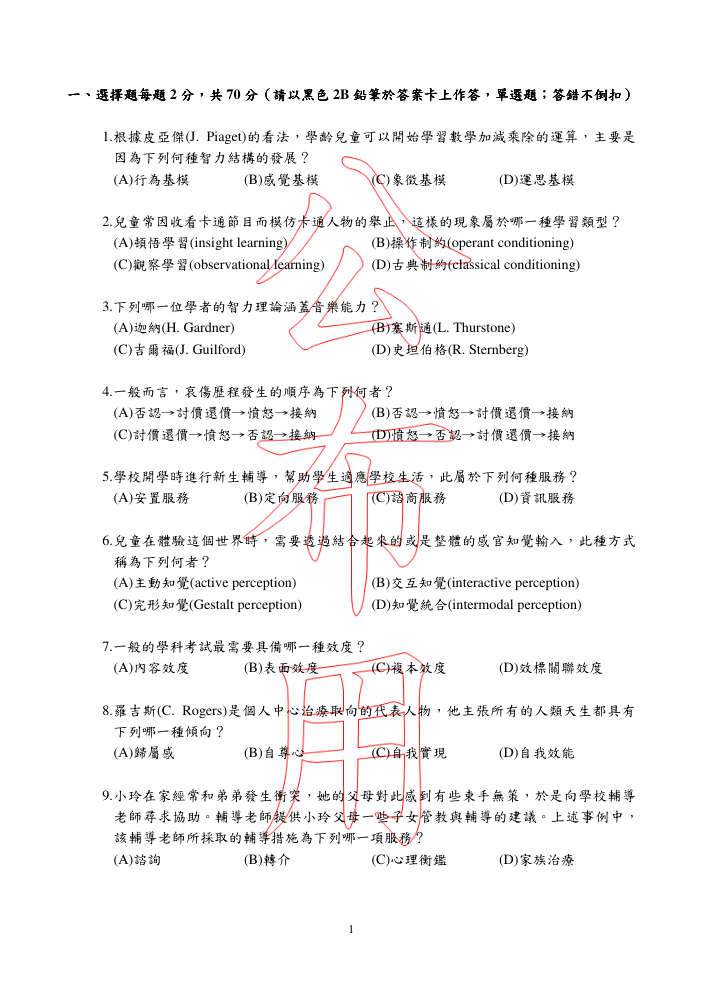 一、選擇題每題 2 分，共 70 分（請以黑色 2B 鉛筆於答案卡上作答，單選題；答錯不倒扣）
1.根據皮亞傑(J. Piaget)的看法，學齡兒童可以開始學習數學加減乘除的運算，主要是
因為下列何種智力結構的發展？
(A)行為基模 (B)感覺基模 (C)象徵基模 (D)運思基模
2.兒童常因收看卡通節目而模仿卡通人物的舉止，這樣的現象屬於哪一種學習類型？
(A)頓悟學習(insight learning) (B)操作制約(operant conditioning)
(C)觀察學習(observational learning) (D)古典制約(classical conditioning)
3.下列哪一位學者的智力理論涵蓋音樂能力？
(A)迦納(H. Gardner) (B)塞斯通(L. Thurstone)
(C)吉爾福(J. Guilford) (D)史坦伯格(R. Sternberg)
4.一般而言，哀傷歷程發生的順序為下列何者？
(A)否認→討價還價→憤怒→接納 (B)否認→憤怒→討價還價→接納
(C)討價還價→憤怒→否認→接納 (D)憤怒→否認→討價還價→接納
5.學校開學時進行新生輔導，幫助學生適應學校生活，此屬於下列何種服務？
(A)安置服務 (B)定向服務 (C)諮商服務 (D)資訊服務
6.兒童在體驗這個世界時，需要透過結合起來的或是整體的感官知覺輸入，此種方式
稱為下列何者？
(A)主動知覺(active perception) (B)交互知覺(interactive perception)
(C)完形知覺(Gestalt perception) (D)知覺統合(intermodal perception)
7.一般的學科考試最需要具備哪一種效度？
(A)內容效度 (B)表面效度 (C)複本效度 (D)效標關聯效度
8.羅吉斯(C. Rogers)是個人中心治療取向的代表人物，他主張所有的人類天生都具有
下列哪一種傾向？
(A)歸屬感 (B)自尊心 (C)自我實現 (D)自我效能
9.小玲在家經常和弟弟發生衝突，她的父母對此感到有些束手無策，於是向學校輔導
老師尋求協助。輔導老師提供小玲父母一些子女管教與輔導的建議。上述事例中，
該輔導老師所採取的輔導措施為下列哪一項服務？
(A)諮詢 (B)轉介 (C)心理衡鑑 (D)家族治療
1
公布用